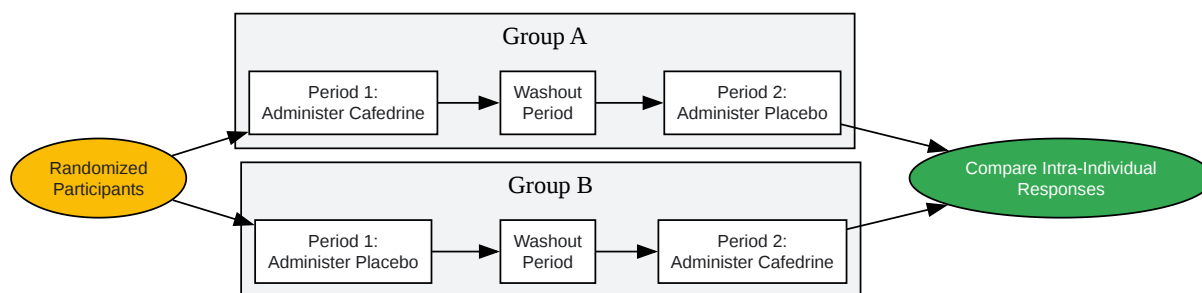 Group A
Period 1:
Administer Cafedrine
Washout
Period
Period 2:
Administer Placebo
Randomized
Participants
Compare Intra-Individual
Responses
Group B
Period 1:
Administer Placebo
Washout
Period
Period 2:
Administer Cafedrine